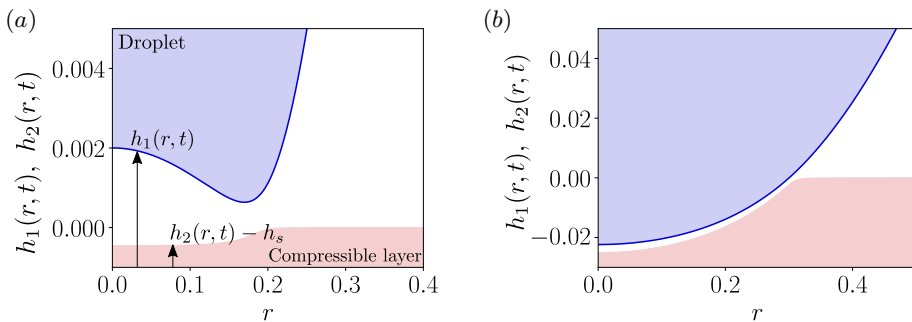 (a)
h₁(r,t), h₂(r,t)
0.004
0.002
0.000
Droplet
h₁(r,t)
h₂(r,t) − hₛ
Compressible layer
0.0 0.1 0.2 0.3 0.4
r
(b)
h₁(r,t), h₂(r,t)
0.04
0.02
0.00
−0.02
0.0 0.2 0.4
r